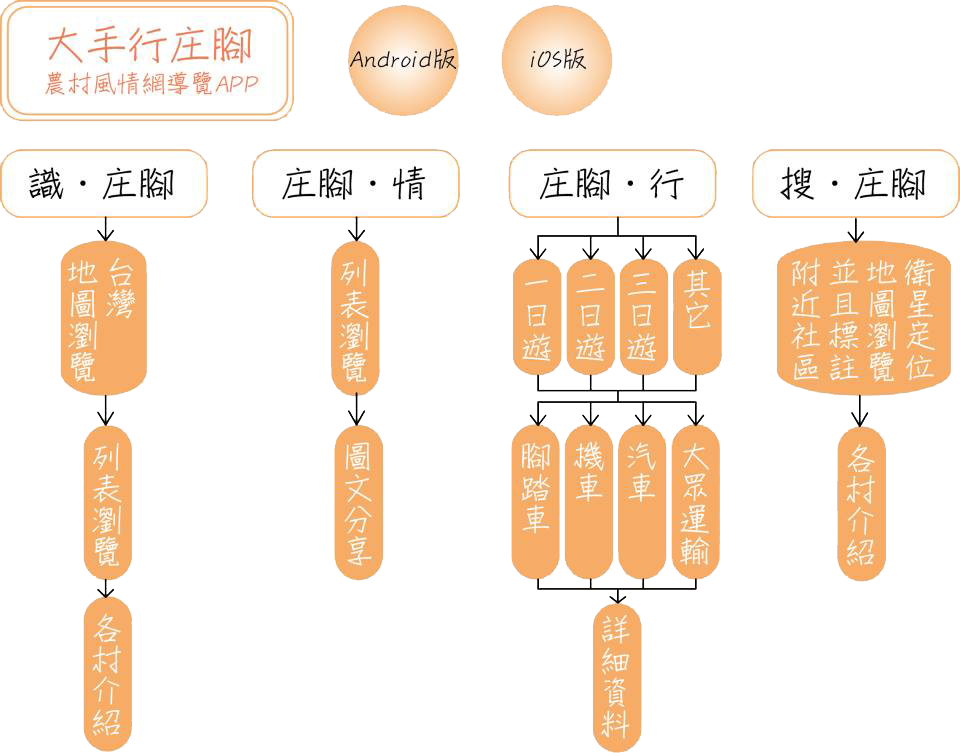 大手行庄腳
農村風情網導覽APP
Android版
iOS版
識・庄腳
庄腳・情
庄腳・行
搜・庄腳
台灣
地圖瀏覽
列表瀏覽
各村介紹
列表瀏覽
圖文分享
一日遊
二日遊
三日遊
其它
腳踏車
機車
汽車
大眾運輸
詳細資料
衛星定位
地圖瀏覽
並且標註
附近社區
各村介紹